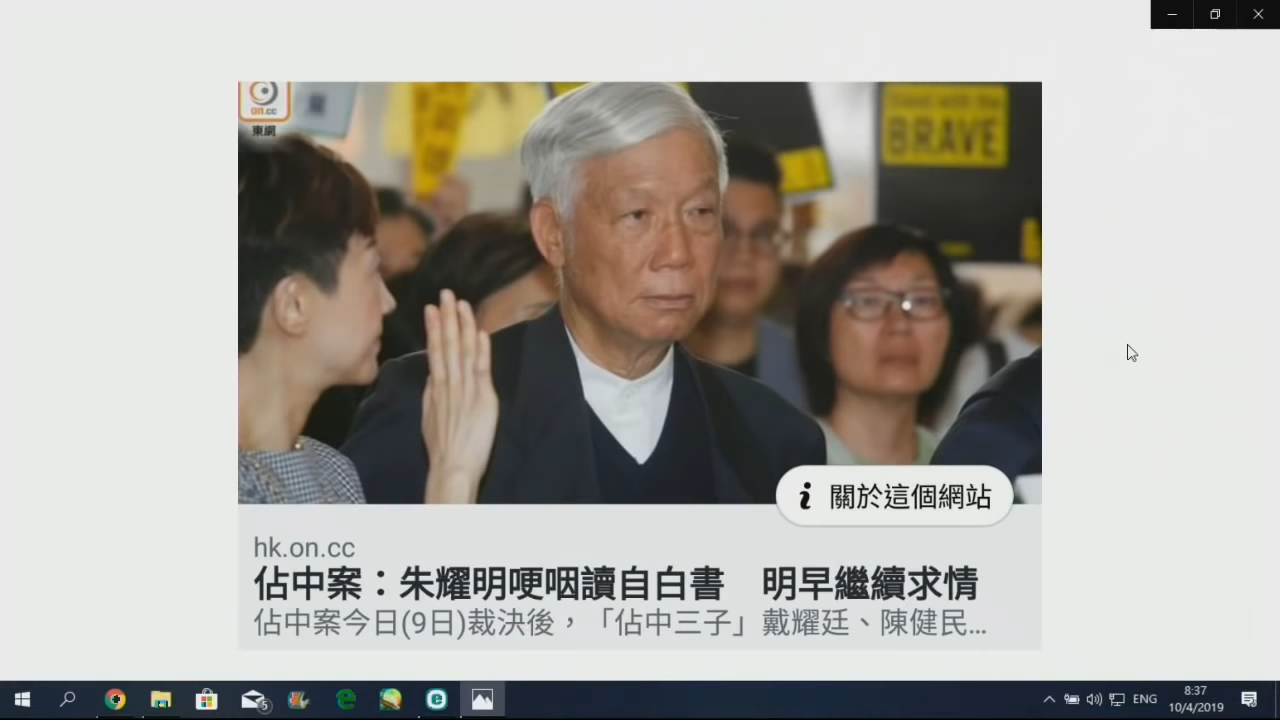 on.cc
東網
BRAVE
關於這個網站
hk.on.cc
佔中案：朱耀明哽咽讀自白書　明早繼續求情
佔中案今日(9日)裁決後，「佔中三子」戴耀廷、陳健民...
5
ENG
8:37
10/4/2019